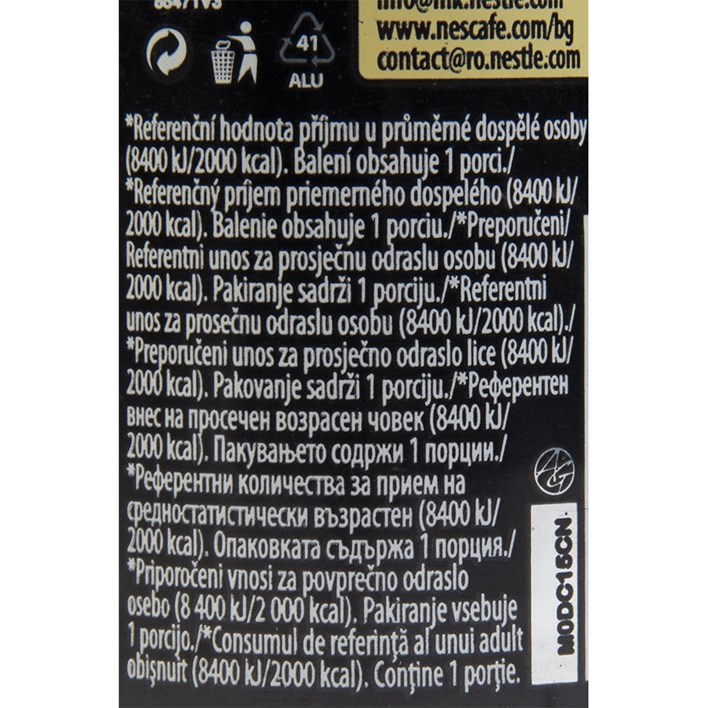 88471V3
info@mk.nestle.com
www.nescafe.com/bg
contact@ro.nestle.com
41
ALU
*Referenční hodnota příjmu u průměrné dospělé osoby
(8400 kJ/2000 kcal). Balení obsahuje 1 porci./
*Referenčný príjem priemerného dospelého (8400 kJ/
2000 kcal). Balenie obsahuje 1 porciu./*Preporučeni/
Referentni unos za prosječnu odraslu osobu (8400 kJ/
2000 kcal). Pakiranje sadrži 1 porciju./*Referentni
unos za prosečnu odraslu osobu (8400 kJ/2000 kcal)./
*Preporučeni unos za prosječno odraslo lice (8400 kJ/
2000 kcal). Pakovanje sadrži 1 porciju./*Референтен
внес на просечен возрасен човек (8400 kJ/
2000 kcal). Пакувањето содржи 1 порции./
*Референтни количества за прием на
средностатистически възрастен (8400 kJ/
2000 kcal). Опаковката съдържа 1 порция./
*Priporočeni vnosi za povprečno odraslo
osebo (8 400 kJ/2 000 kcal). Pakiranje vsebuje
1 porcijo./*Consumul de referință al unui adult
obișnuit (8400 kJ/2000 kcal). Conține 1 porție.
M0DC15CN